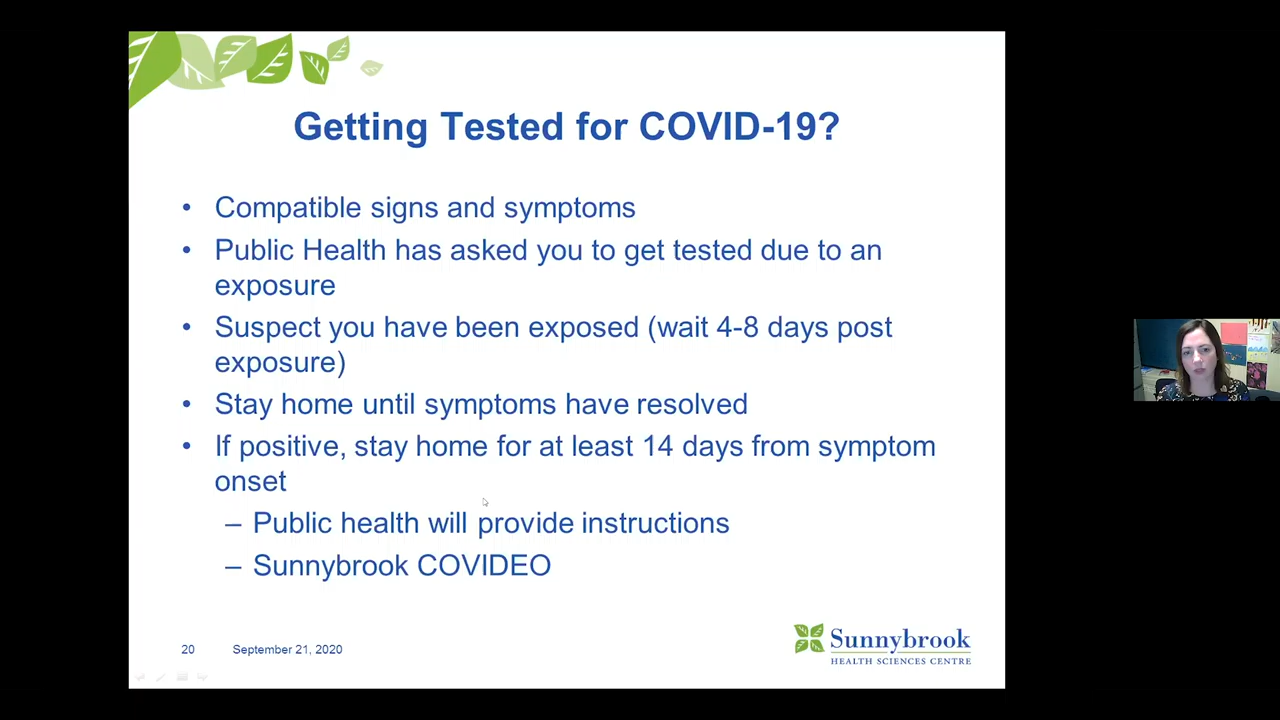 Getting Tested for COVID-19?
• Compatible signs and symptoms
• Public Health has asked you to get tested due to an
exposure
• Suspect you have been exposed (wait 4-8 days post
exposure)
• Stay home until symptoms have resolved
• If positive, stay home for at least 14 days from symptom
onset
– Public health will provide instructions
– Sunnybrook COVIDEO
20 September 21, 2020
Sunnybrook
HEALTH SCIENCES CENTRE